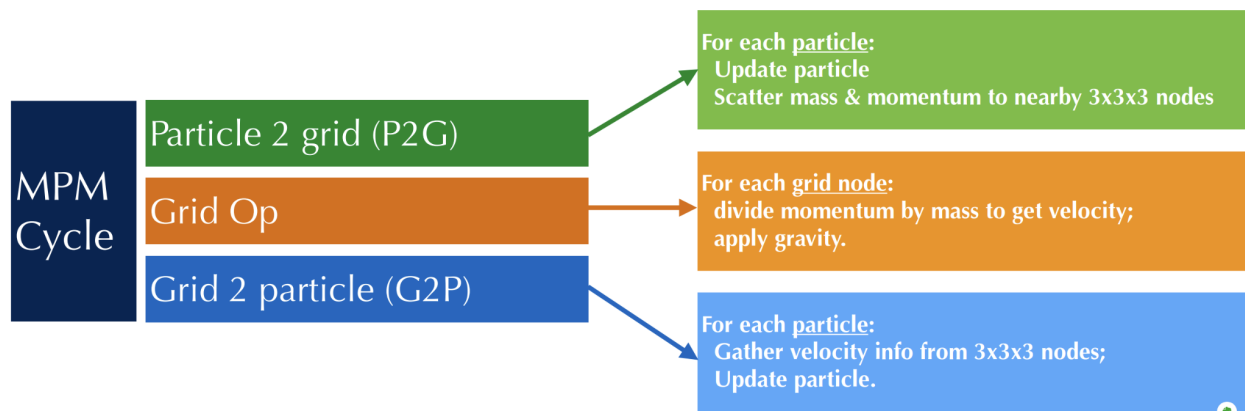 MPM
Cycle
Particle 2 grid (P2G)
Grid Op
Grid 2 particle (G2P)
For each particle:
Update particle
Scatter mass & momentum to nearby 3x3x3 nodes
For each grid node:
divide momentum by mass to get velocity;
apply gravity.
For each particle:
Gather velocity info from 3x3x3 nodes;
Update particle.